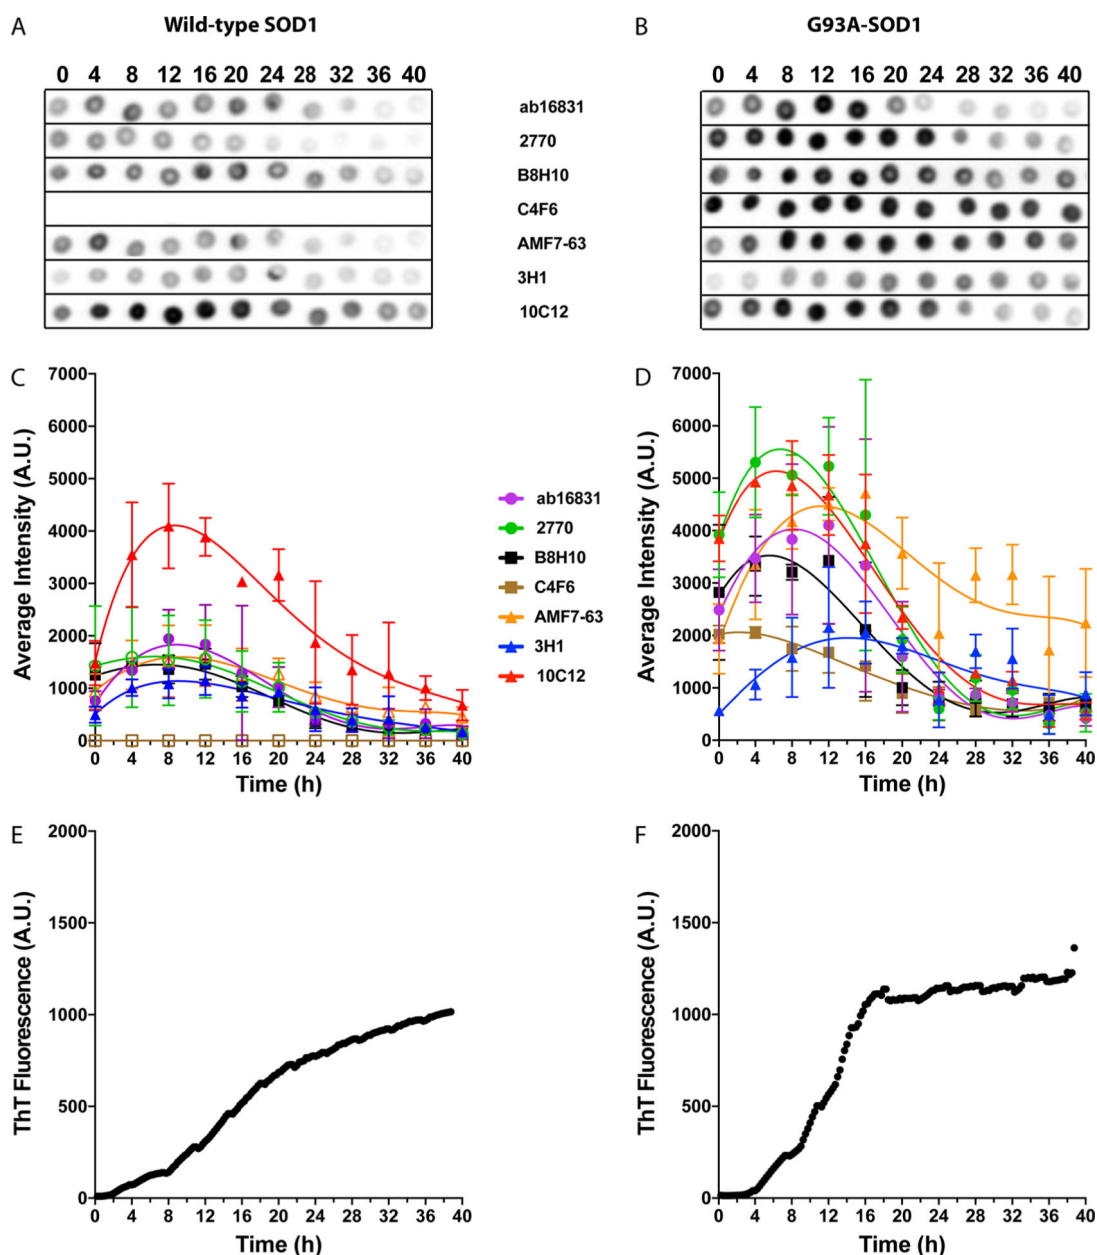 A
Wild-type SOD1
B
G93A-SOD1
0 4 8 12 16 20 24 28 32 36 40
0 4 8 12 16 20 24 28 32 36 40
ab16831
2770
B8H10
C4F6
AMF7-63
3H1
10C12
C
7000
6000
5000
4000
3000
2000
1000
0
Average Intensity (A.U.)
0 4 8 12 16 20 24 28 32 36 40
Time (h)
ab16831
2770
B8H10
C4F6
AMF7-63
3H1
10C12
D
7000
6000
5000
4000
3000
2000
1000
0
Average Intensity (A.U.)
0 4 8 12 16 20 24 28 32 36 40
Time (h)
E
2000
1500
1000
500
0
ThT Fluorescence (A.U.)
0 4 8 12 16 20 24 28 32 36 40
Time (h)
F
2000
1500
1000
500
0
ThT Fluorescence (A.U.)
0 4 8 12 16 20 24 28 32 36 40
Time (h)